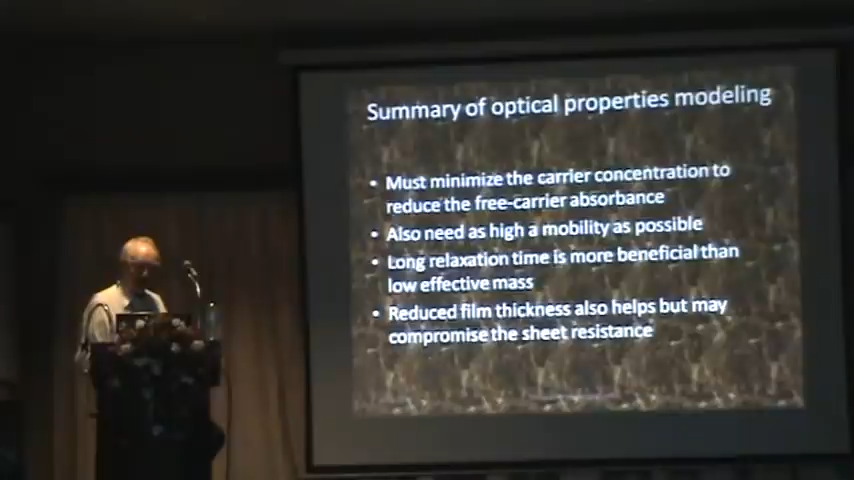 Summary of optical properties modeling
• Must minimize the carrier concentration to
reduce the free-carrier absorbance
• Also need as high a mobility as possible
• Long relaxation time is more beneficial than
low effective mass
• Reduced film thickness also helps but may
compromise the sheet resistance